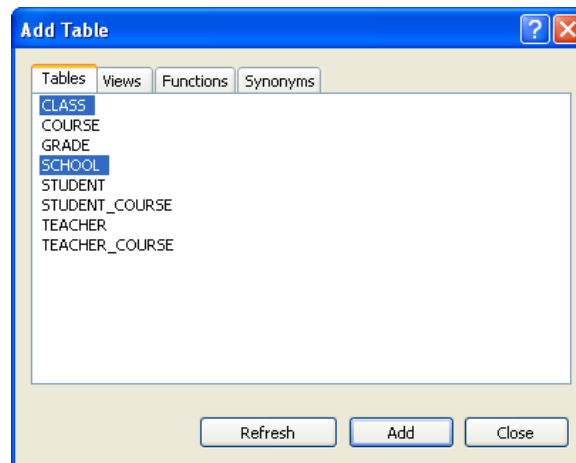 Add Table
Tables Views Functions Synonyms
CLASS
COURSE
GRADE
SCHOOL
STUDENT
STUDENT_COURSE
TEACHER
TEACHER_COURSE
Refresh Add Close